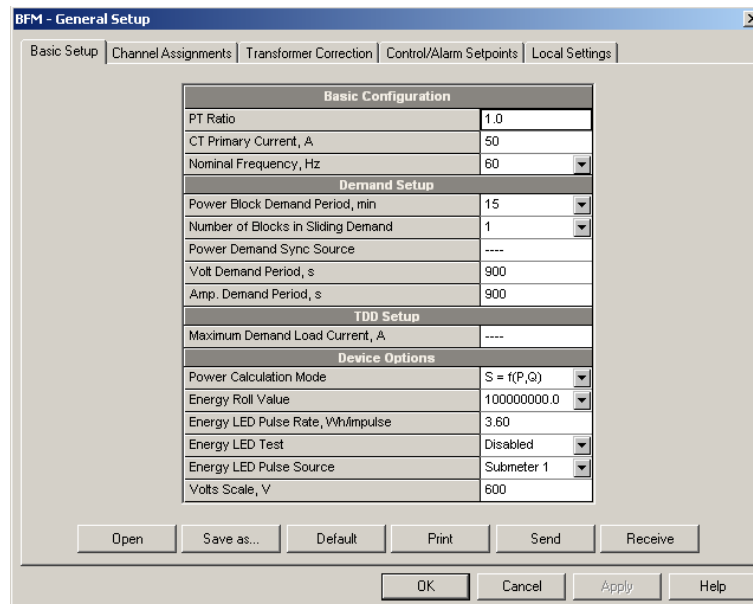 BFM - General Setup
Basic Setup Channel Assignments Transformer Correction Control/Alarm Setpoints Local Settings
Basic Configuration
PT Ratio 1.0
CT Primary Current, A 50
Nominal Frequency, Hz 60
Demand Setup
Power Block Demand Period, min 15
Number of Blocks in Sliding Demand 1
Power Demand Sync Source ----
Volt Demand Period, s 900
Amp. Demand Period, s 900
TDD Setup
Maximum Demand Load Current, A ----
Device Options
Power Calculation Mode S = f(P,Q)
Energy Roll Value 100000000.0
Energy LED Pulse Rate, Wh/impulse 3.60
Energy LED Test Disabled
Energy LED Pulse Source Submeter 1
Volts Scale, V 600
Open Save as... Default Print Send Receive
OK Cancel Apply Help